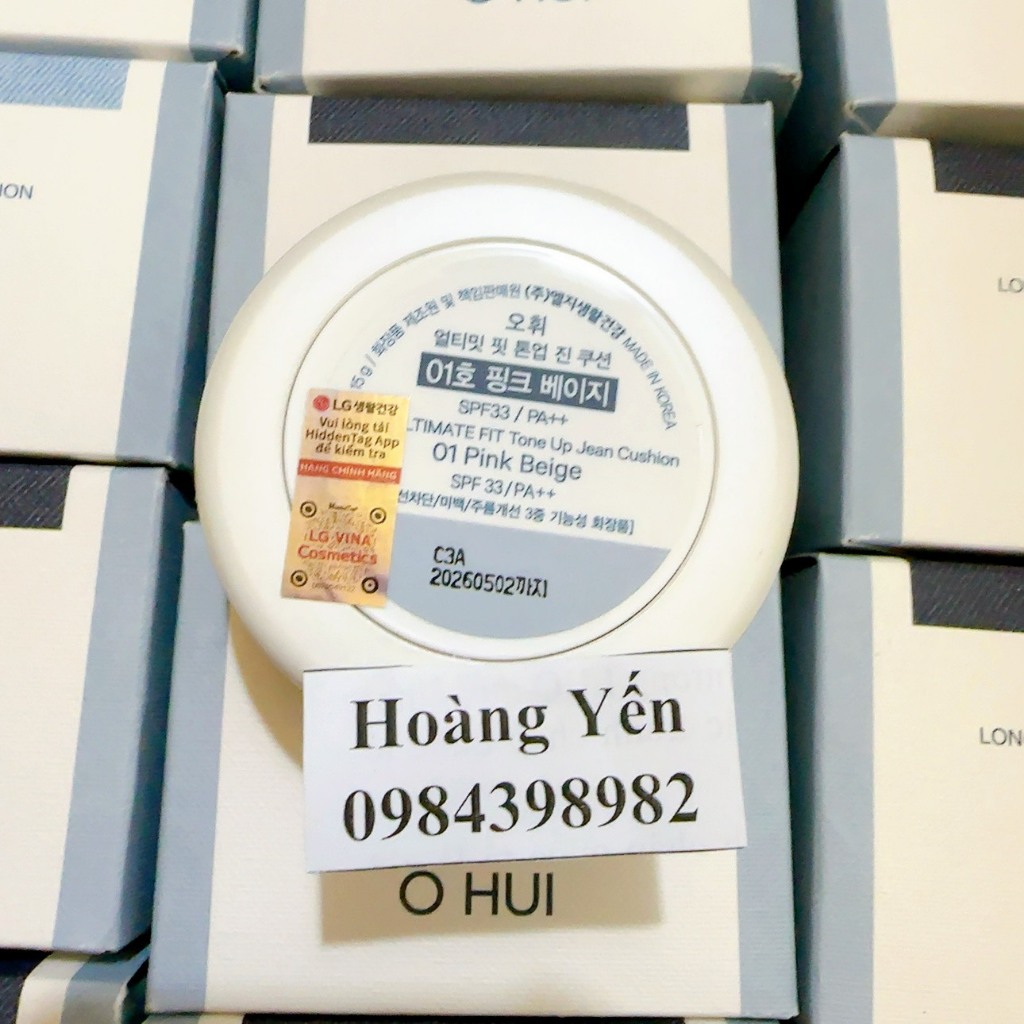 O HUI
ION
LO
LON
15g / 화장품 제조원 및 책임판매원 (주)엘지생활건강 MADE IN KOREA
오휘
얼티밋 핏 톤업 진 쿠션
01호 핑크 베이지
SPF33 / PA++
LTIMATE FIT Tone Up Jean Cushion
01 Pink Beige
SPF 33/PA++
선차단/미백/주름개선 3중 기능성 화장품]
C3A
20260502까지
LG생활건강
Vui lòng tải
HiddenTag App
để kiểm tra
HÀNG CHÍNH HÃNG
HiddenTag
LG VINA
Cosmetics
Hoàng Yến
0984398982
O HUI